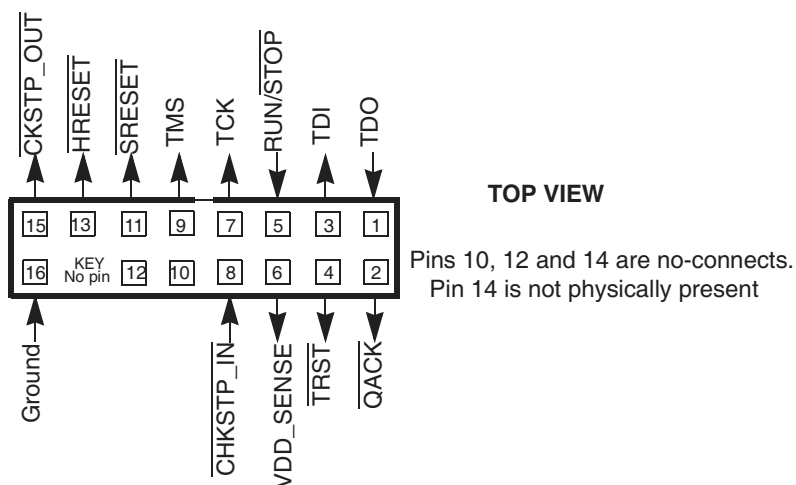 CKSTP_OUT
HRESET
SRESET
TMS
TCK
RUN/STOP
TDI
TDO
TOP VIEW
15 13 11 9 7 5 3 1
16 KEY No pin 12 10 8 6 4 2
Pins 10, 12 and 14 are no-connects.
Pin 14 is not physically present
Ground
CHKSTP_IN
VDD_SENSE
TRST
QACK